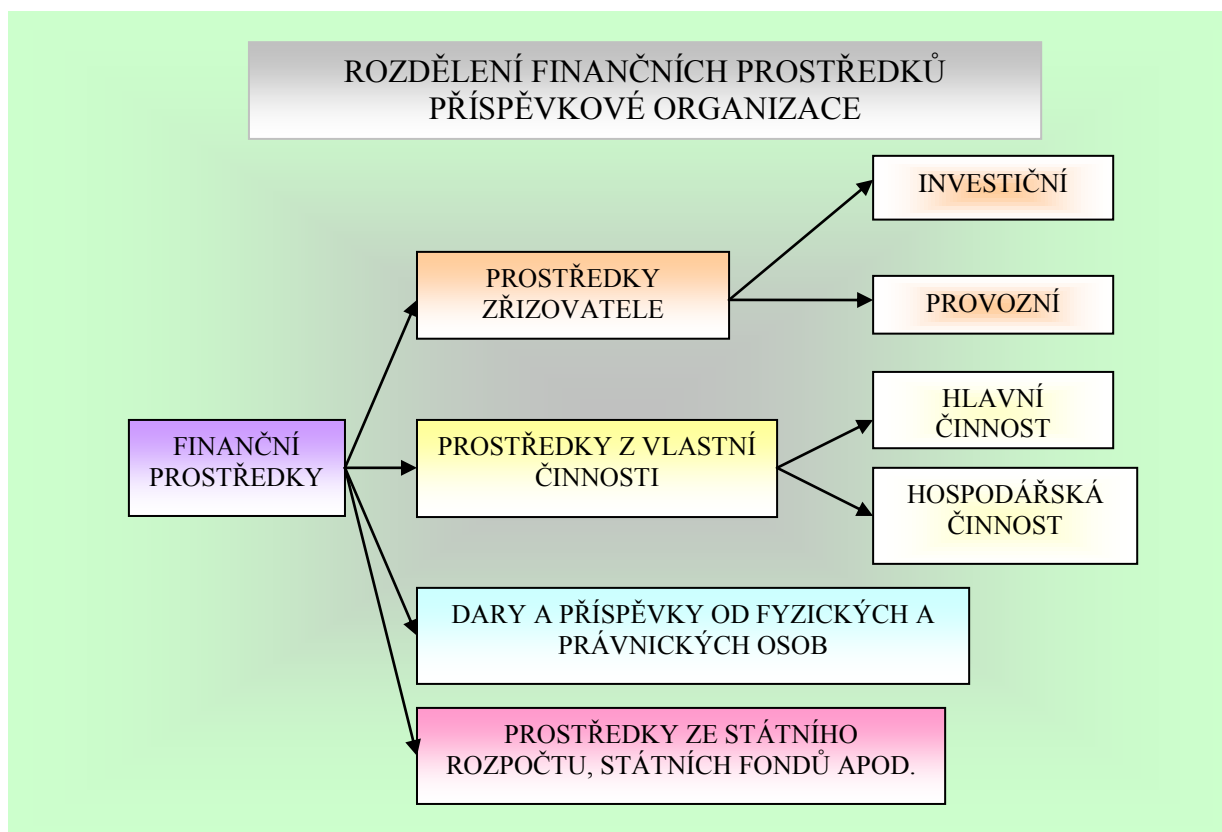 ROZDĚLENÍ FINANČNÍCH PROSTŘEDKŮ
PŘÍSPĚVKOVÉ ORGANIZACE
INVESTIČNÍ
PROSTŘEDKY
ZŘIZOVATELE
PROVOZNÍ
HLAVNÍ
ČINNOST
FINANČNÍ
PROSTŘEDKY
PROSTŘEDKY Z VLASTNÍ
ČINNOSTI
HOSPODÁŘSKÁ
ČINNOST
DARY A PŘÍSPĚVKY OD FYZICKÝCH A
PRÁVNICKÝCH OSOB
PROSTŘEDKY ZE STÁTNÍHO
ROZPOČTU, STÁTNÍCH FONDŮ APOD.